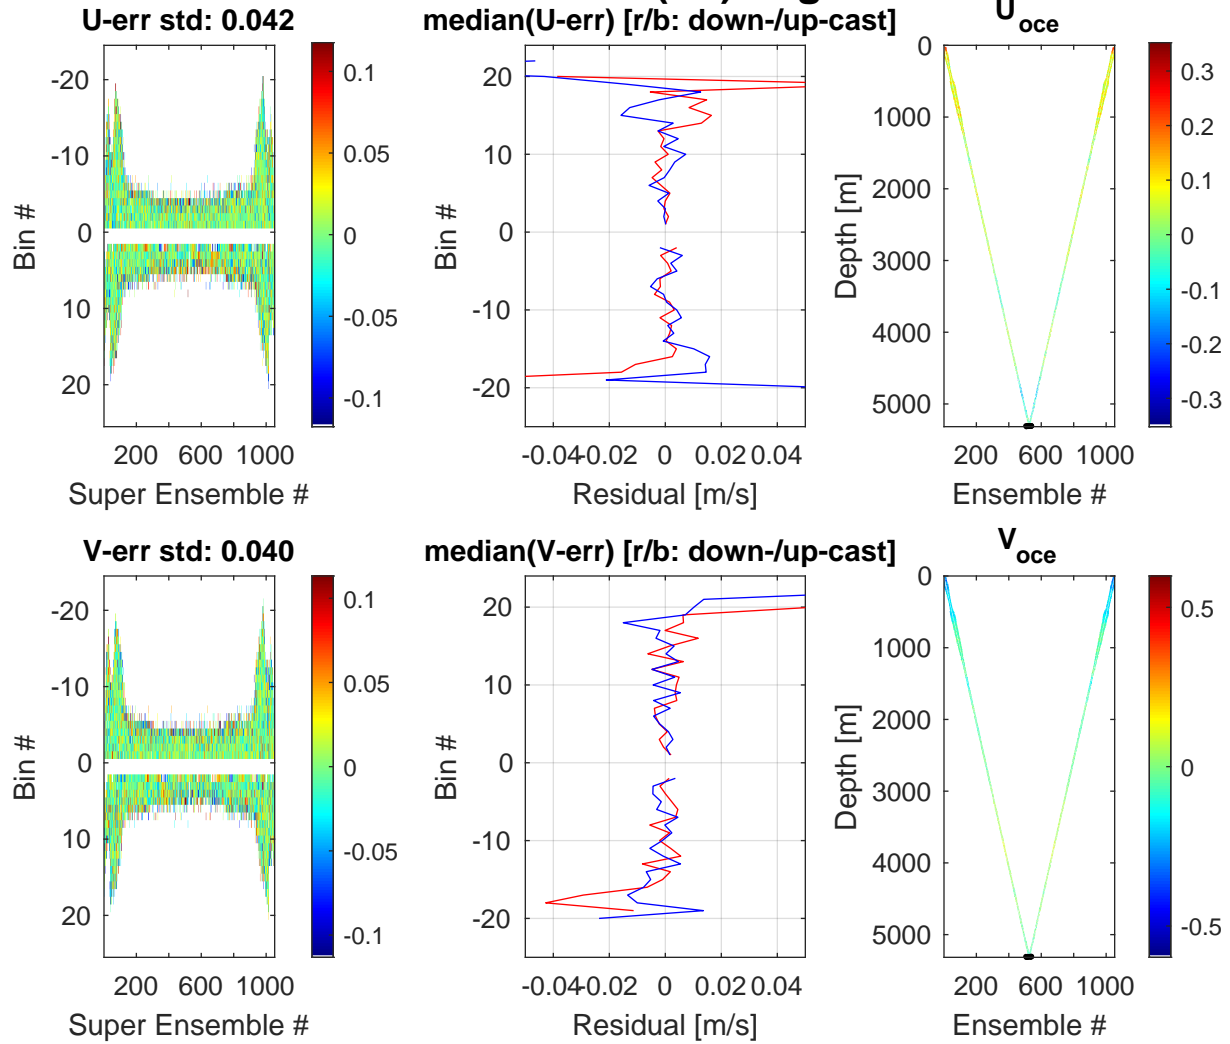 U-err std: 0.042
median(U-err) [r/b: down-/up-cast]
U
oce
-20
-10
0
10
20
Bin #
200 600 1000
Super Ensemble #
0.1
0.05
0
-0.05
-0.1
20
10
0
-10
-20
Bin #
-0.04 -0.02 0 0.02 0.04
Residual [m/s]
0
1000
2000
3000
4000
5000
Depth [m]
200 600 1000
Ensemble #
0.3
0.2
0.1
0
-0.1
-0.2
-0.3
V-err std: 0.040
median(V-err) [r/b: down-/up-cast]
V
oce
-20
-10
0
10
20
Bin #
200 600 1000
Super Ensemble #
0.1
0.05
0
-0.05
-0.1
20
10
0
-10
-20
Bin #
-0.04 -0.02 0 0.02 0.04
Residual [m/s]
0
1000
2000
3000
4000
5000
Depth [m]
200 600 1000
Ensemble #
0.5
0
-0.5